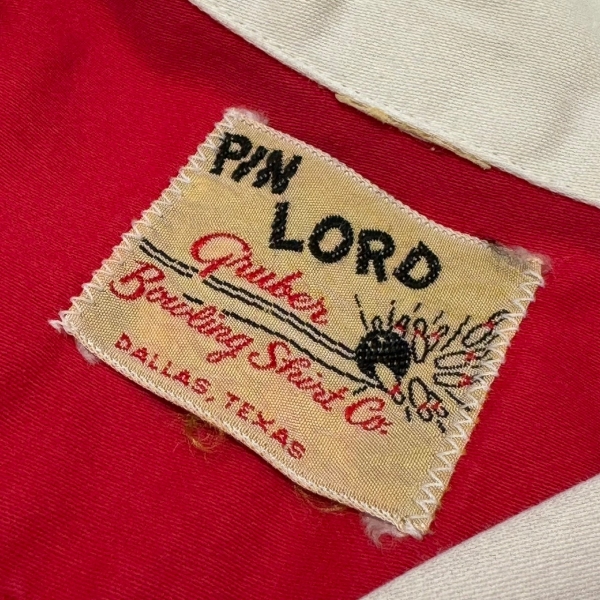 PIN
LORD
Gruber
Bowling Shirt Co.
DALLAS, TEXAS